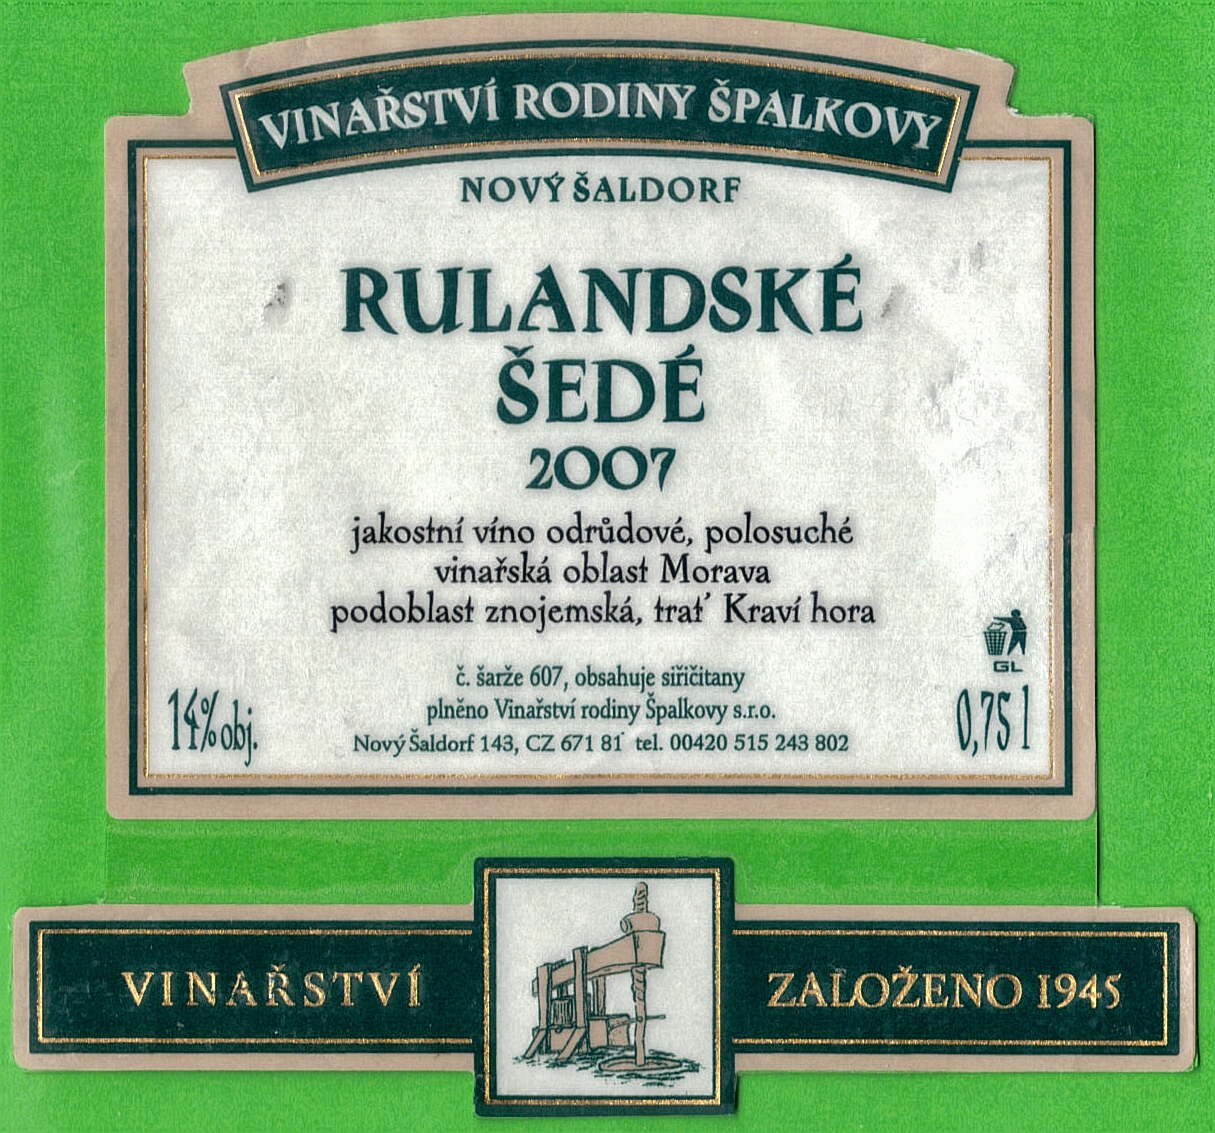 VINAŘSTVÍ RODINY ŠPALKOVY
NOVÝ ŠALDORF
RULANDSKÉ
ŠEDÉ
2007
jakostní víno odrůdové, polosuché
vinařská oblast Morava
podoblast znojemská, trať Kraví hora
GL
č. šarže 607, obsahuje siřičitany
plněno Vinařství rodiny Špalkovy s.r.o.
Nový Šaldorf 143, CZ 671 81 tel. 00420 515 243 802
14% obj.
0,75 l
VINAŘSTVÍ
ZALOŽENO 1945